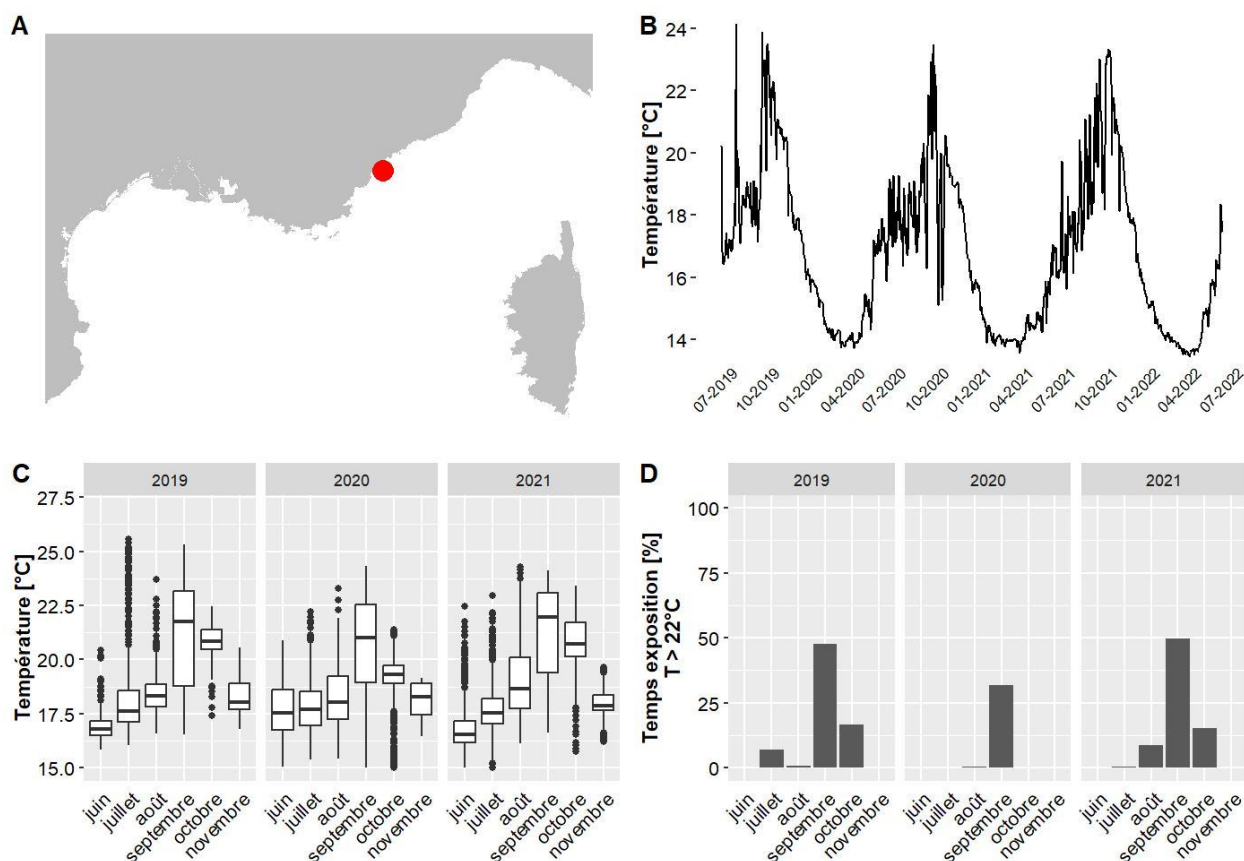 A
B
Température [°C]
24
22
20
18
16
14
07-2019
10-2019
01-2020
04-2020
07-2020
10-2020
01-2021
04-2021
07-2021
10-2021
01-2022
04-2022
07-2022
C
2019
2020
2021
Température [°C]
27.5
25.0
22.5
20.0
17.5
15.0
juin
juillet
août
septembre
octobre
novembre
juin
juillet
août
septembre
octobre
novembre
juin
juillet
août
septembre
octobre
novembre
D
2019
2020
2021
Temps exposition [%]
T > 22°C
100
75
50
25
0
juin
juillet
août
septembre
octobre
novembre
juin
juillet
août
septembre
octobre
novembre
juin
juillet
août
septembre
octobre
novembre